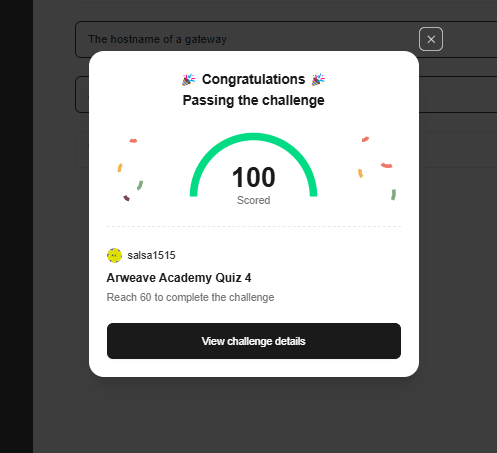 The hostname of a gateway
Congratulations
Passing the challenge
100
Scored
salsa1515
Arweave Academy Quiz 4
Reach 60 to complete the challenge
View challenge details